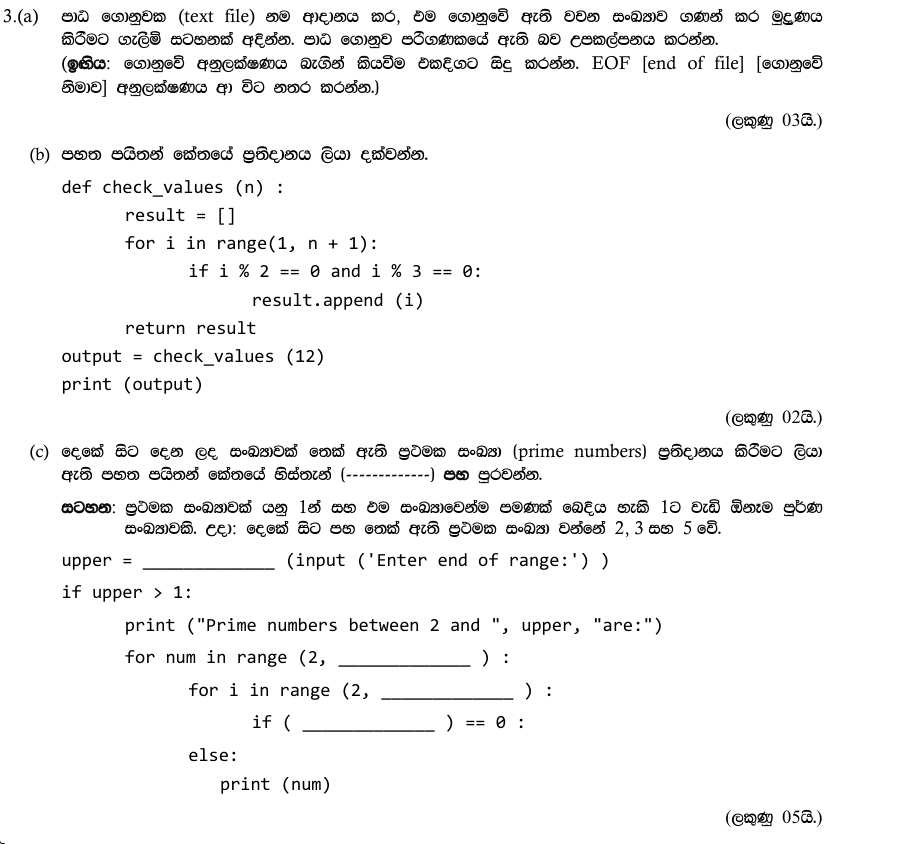 3.(a) පාඨ ගොනුවක (text file) නම ආදානය කර, එම ගොනුවේ ඇති වචන සංඛ්‍යාව ගණන් කර මුද්‍රණය
කිරීමට ගැලීම් සටහනක් අඳින්න. පාඨ ගොනුව පරිගණකයේ ඇති බව උපකල්පනය කරන්න.
(ඉඟිය: ගොනුවේ අනුලක්ෂණය බැගින් කියවීම එකදිගට සිදු කරන්න. EOF [end of file] [ගොනුවේ
නිමාව] අනුලක්ෂණය ආ විට නතර කරන්න.)
(ලකුණු 03යි.)
(b) පහත පයිතන් කේතයේ ප්‍රතිදානය ලියා දක්වන්න.
def check_values (n) :
result = []
for i in range(1, n + 1):
if i % 2 == 0 and i % 3 == 0:
result.append (i)
return result
output = check_values (12)
print (output)
(ලකුණු 02යි.)
(c) දෙකේ සිට දෙන ලද සංඛ්‍යාවක් තෙක් ඇති ප්‍රථමක සංඛ්‍යා (prime numbers) ප්‍රතිදානය කිරීමට ලියා
ඇති පහත පයිතන් කේතයේ හිස්තැන් (-------------) පහ පුරවන්න.
සටහන: ප්‍රථමක සංඛ්‍යාවක් යනු 1න් සහ එම සංඛ්‍යාවෙන්ම පමණක් බෙදිය හැකි 1ට වැඩි ඕනෑම පූර්ණ
සංඛ්‍යාවකි. උදා: දෙකේ සිට පහ තෙක් ඇති ප්‍රථමක සංඛ්‍යා වන්නේ 2, 3 සහ 5 වේ.
upper = _____________ (input ('Enter end of range:') )
if upper > 1:
print ("Prime numbers between 2 and ", upper, "are:")
for num in range (2, _____________ ) :
for i in range (2, _____________ ) :
if ( _____________ ) == 0 :
else:
print (num)
(ලකුණු 05යි.)